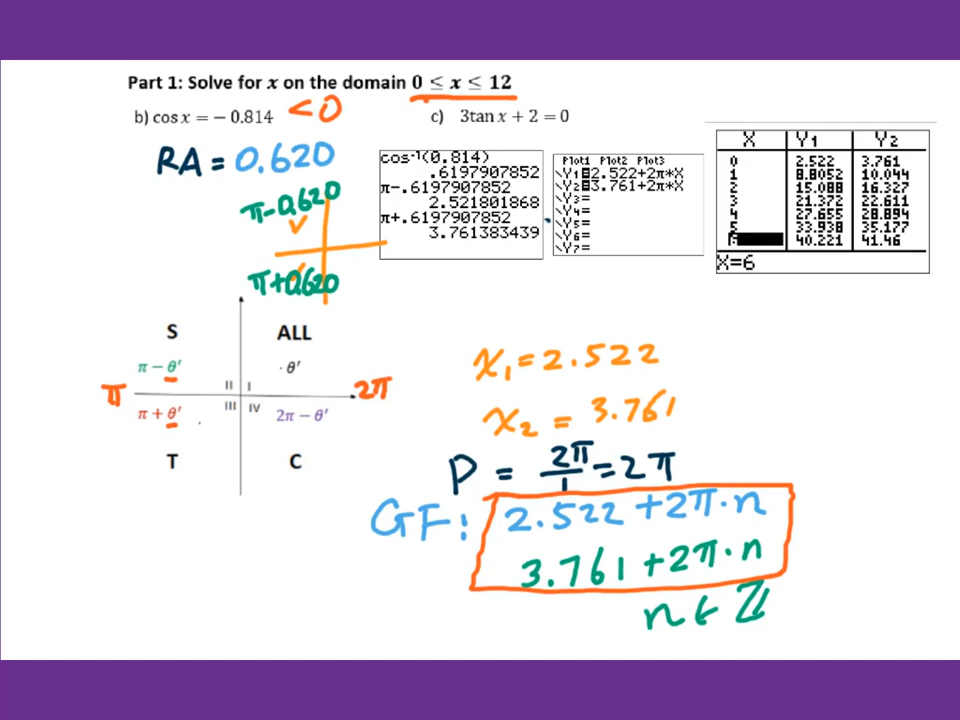 Part 1: Solve for x on the domain 0 ≤ x ≤ 12
b) cos x = − 0.814 < 0
c) 3tan x + 2 = 0
RA = 0.620
π-0.620
π+0.620
cos⁻¹(0.814)
.6197907852
π-.6197907852
2.521801868
π+.6197907852
3.761383439
Plot1 Plot2 Plot3
\Y1=2.522+2π*X
\Y2=3.761+2π*X
\Y3=
\Y4=
\Y5=
\Y6=
\Y7=
X Y1 Y2
0 2.522 3.761
1 8.8052 10.044
2 15.088 16.327
3 21.372 22.611
4 27.655 28.894
5 33.938 35.177
40.221 41.46
X=6
S ALL
π − θ' θ'
II I
π 2π
III IV
π + θ' 2π − θ'
T C
x₁ = 2.522
x₂ = 3.761
P = 2π/1 = 2π
GF: 2.522 + 2π·n
3.761 + 2π·n
n ∈ ℤ